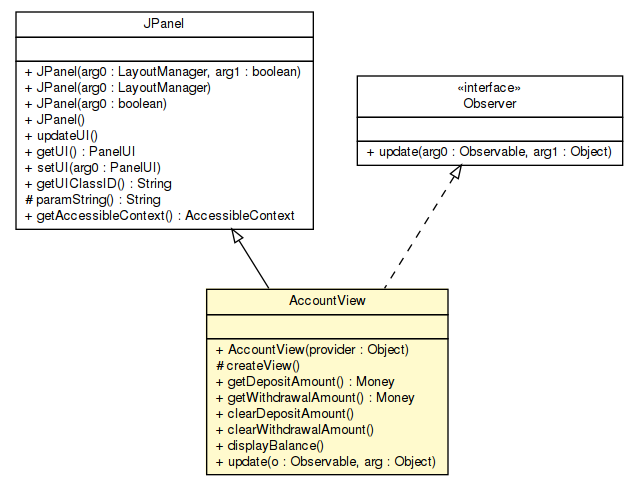 JPanel
+ JPanel(arg0 : LayoutManager, arg1 : boolean)
+ JPanel(arg0 : LayoutManager)
+ JPanel(arg0 : boolean)
+ JPanel()
+ updateUI()
+ getUI() : PanelUI
+ setUI(arg0 : PanelUI)
+ getUIClassID() : String
# paramString() : String
+ getAccessibleContext() : AccessibleContext
«interface»
Observer
+ update(arg0 : Observable, arg1 : Object)
AccountView
+ AccountView(provider : Object)
# createView()
+ getDepositAmount() : Money
+ getWithdrawalAmount() : Money
+ clearDepositAmount()
+ clearWithdrawalAmount()
+ displayBalance()
+ update(o : Observable, arg : Object)